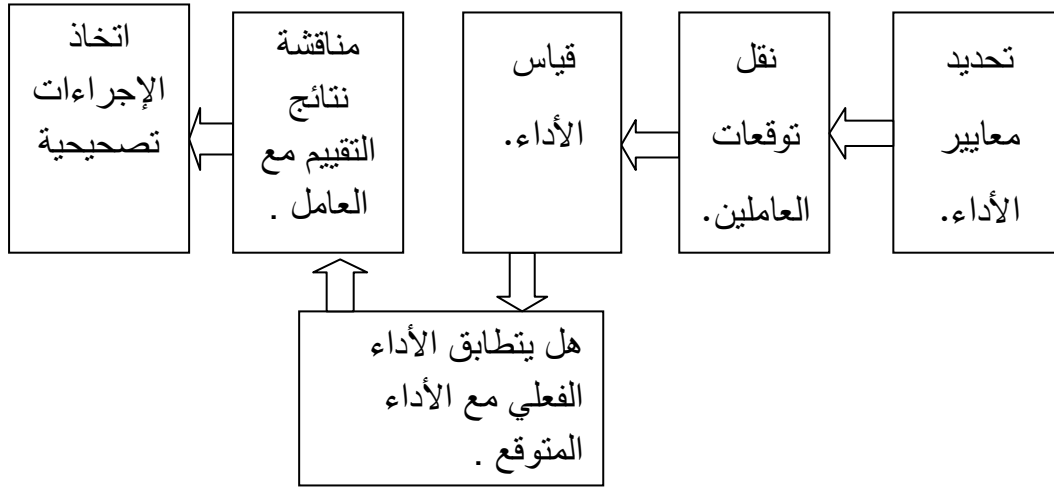 تحديد
معايير
الأداء.
نقل
توقعات
العاملين.
قياس
الأداء.
هل يتطابق الأداء
الفعلي مع الأداء
المتوقع .
مناقشة
نتائج
التقييم مع
العامل .
اتخاذ
الإجراءات
تصحيحية